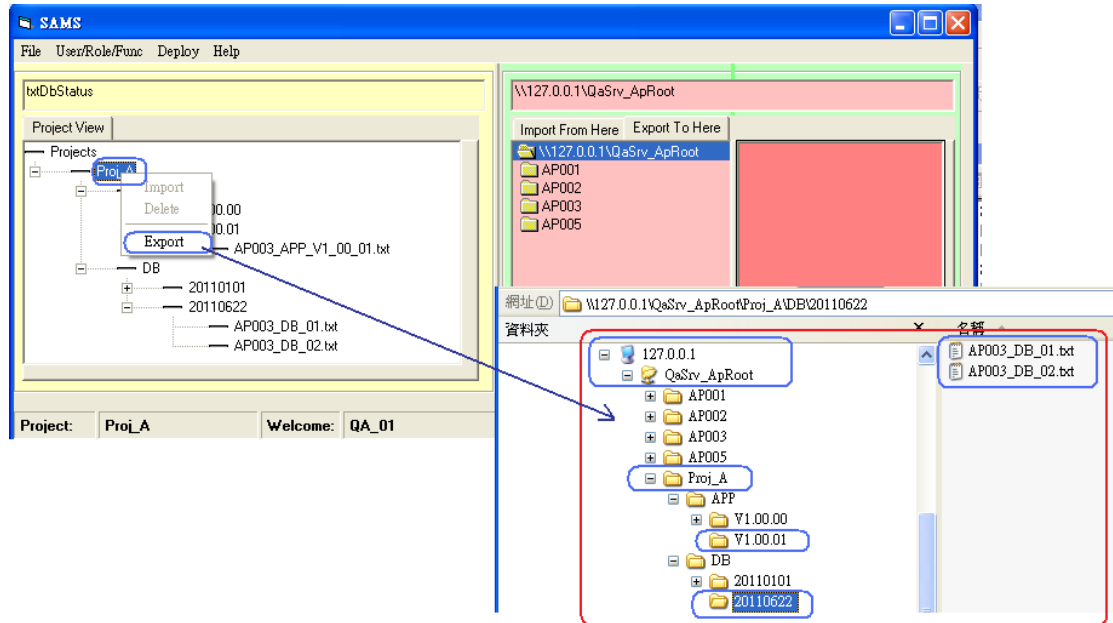 SAMS
File User/Role/Func Deploy Help
txtDbStatus
Project View
Projects
Proj_A
Import
Delete
Export
00.00
00.01
AP003_APP_V1_00_01.txt
DB
20110101
20110622
AP003_DB_01.txt
AP003_DB_02.txt
Project: Proj_A Welcome: QA_01
\\127.0.0.1\QaSrv_ApRoot
Import From Here Export To Here
\\127.0.0.1\QaSrv_ApRoot
AP001
AP002
AP003
AP005
網址(D) \\127.0.0.1\QaSrv_ApRoot\Proj_A\DB\20110622
資料夾 X 名稱
127.0.0.1
QaSrv_ApRoot
AP001
AP002
AP003
AP005
Proj_A
APP
V1.00.00
V1.00.01
DB
20110101
20110622
AP003_DB_01.txt
AP003_DB_02.txt